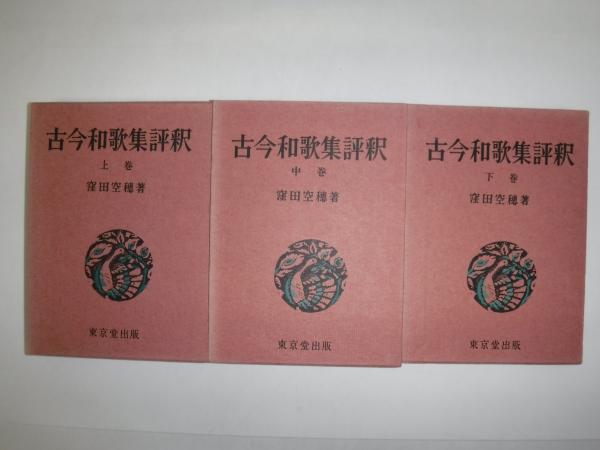 古今和歌集評釈
上巻
窪田空穂著
東京堂出版
古今和歌集評釈
中巻
窪田空穂著
東京堂出版
古今和歌集評釈
下巻
窪田空穂著
東京堂出版